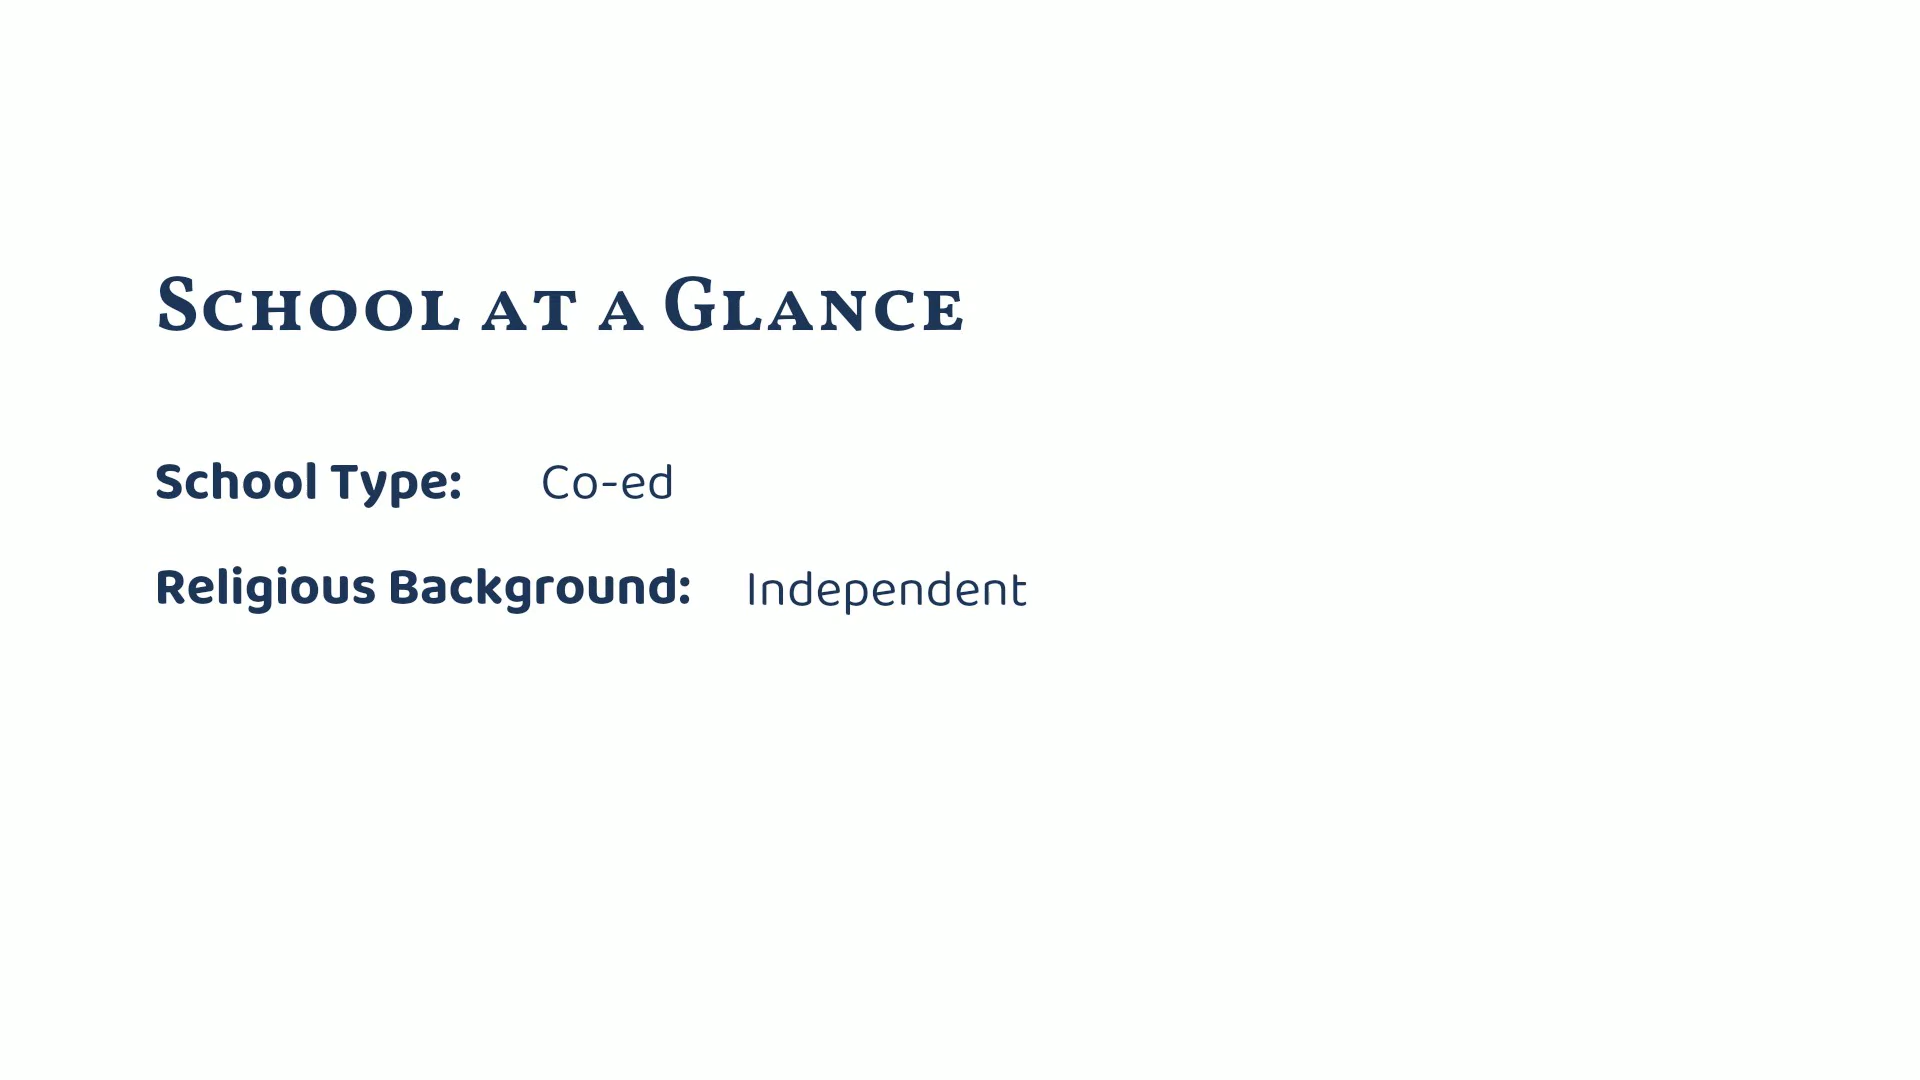 School at a Glance
School Type: Co-ed
Religious Background: Independent